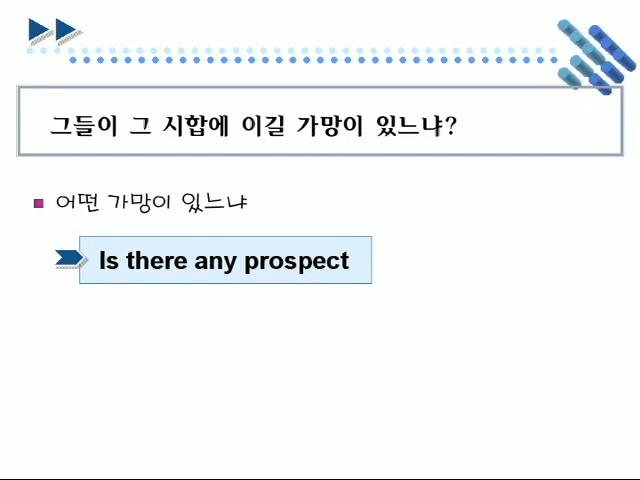 그들이 그 시합에 이길 가망이 있느냐?
어떤 가망이 있느냐
Is there any prospect